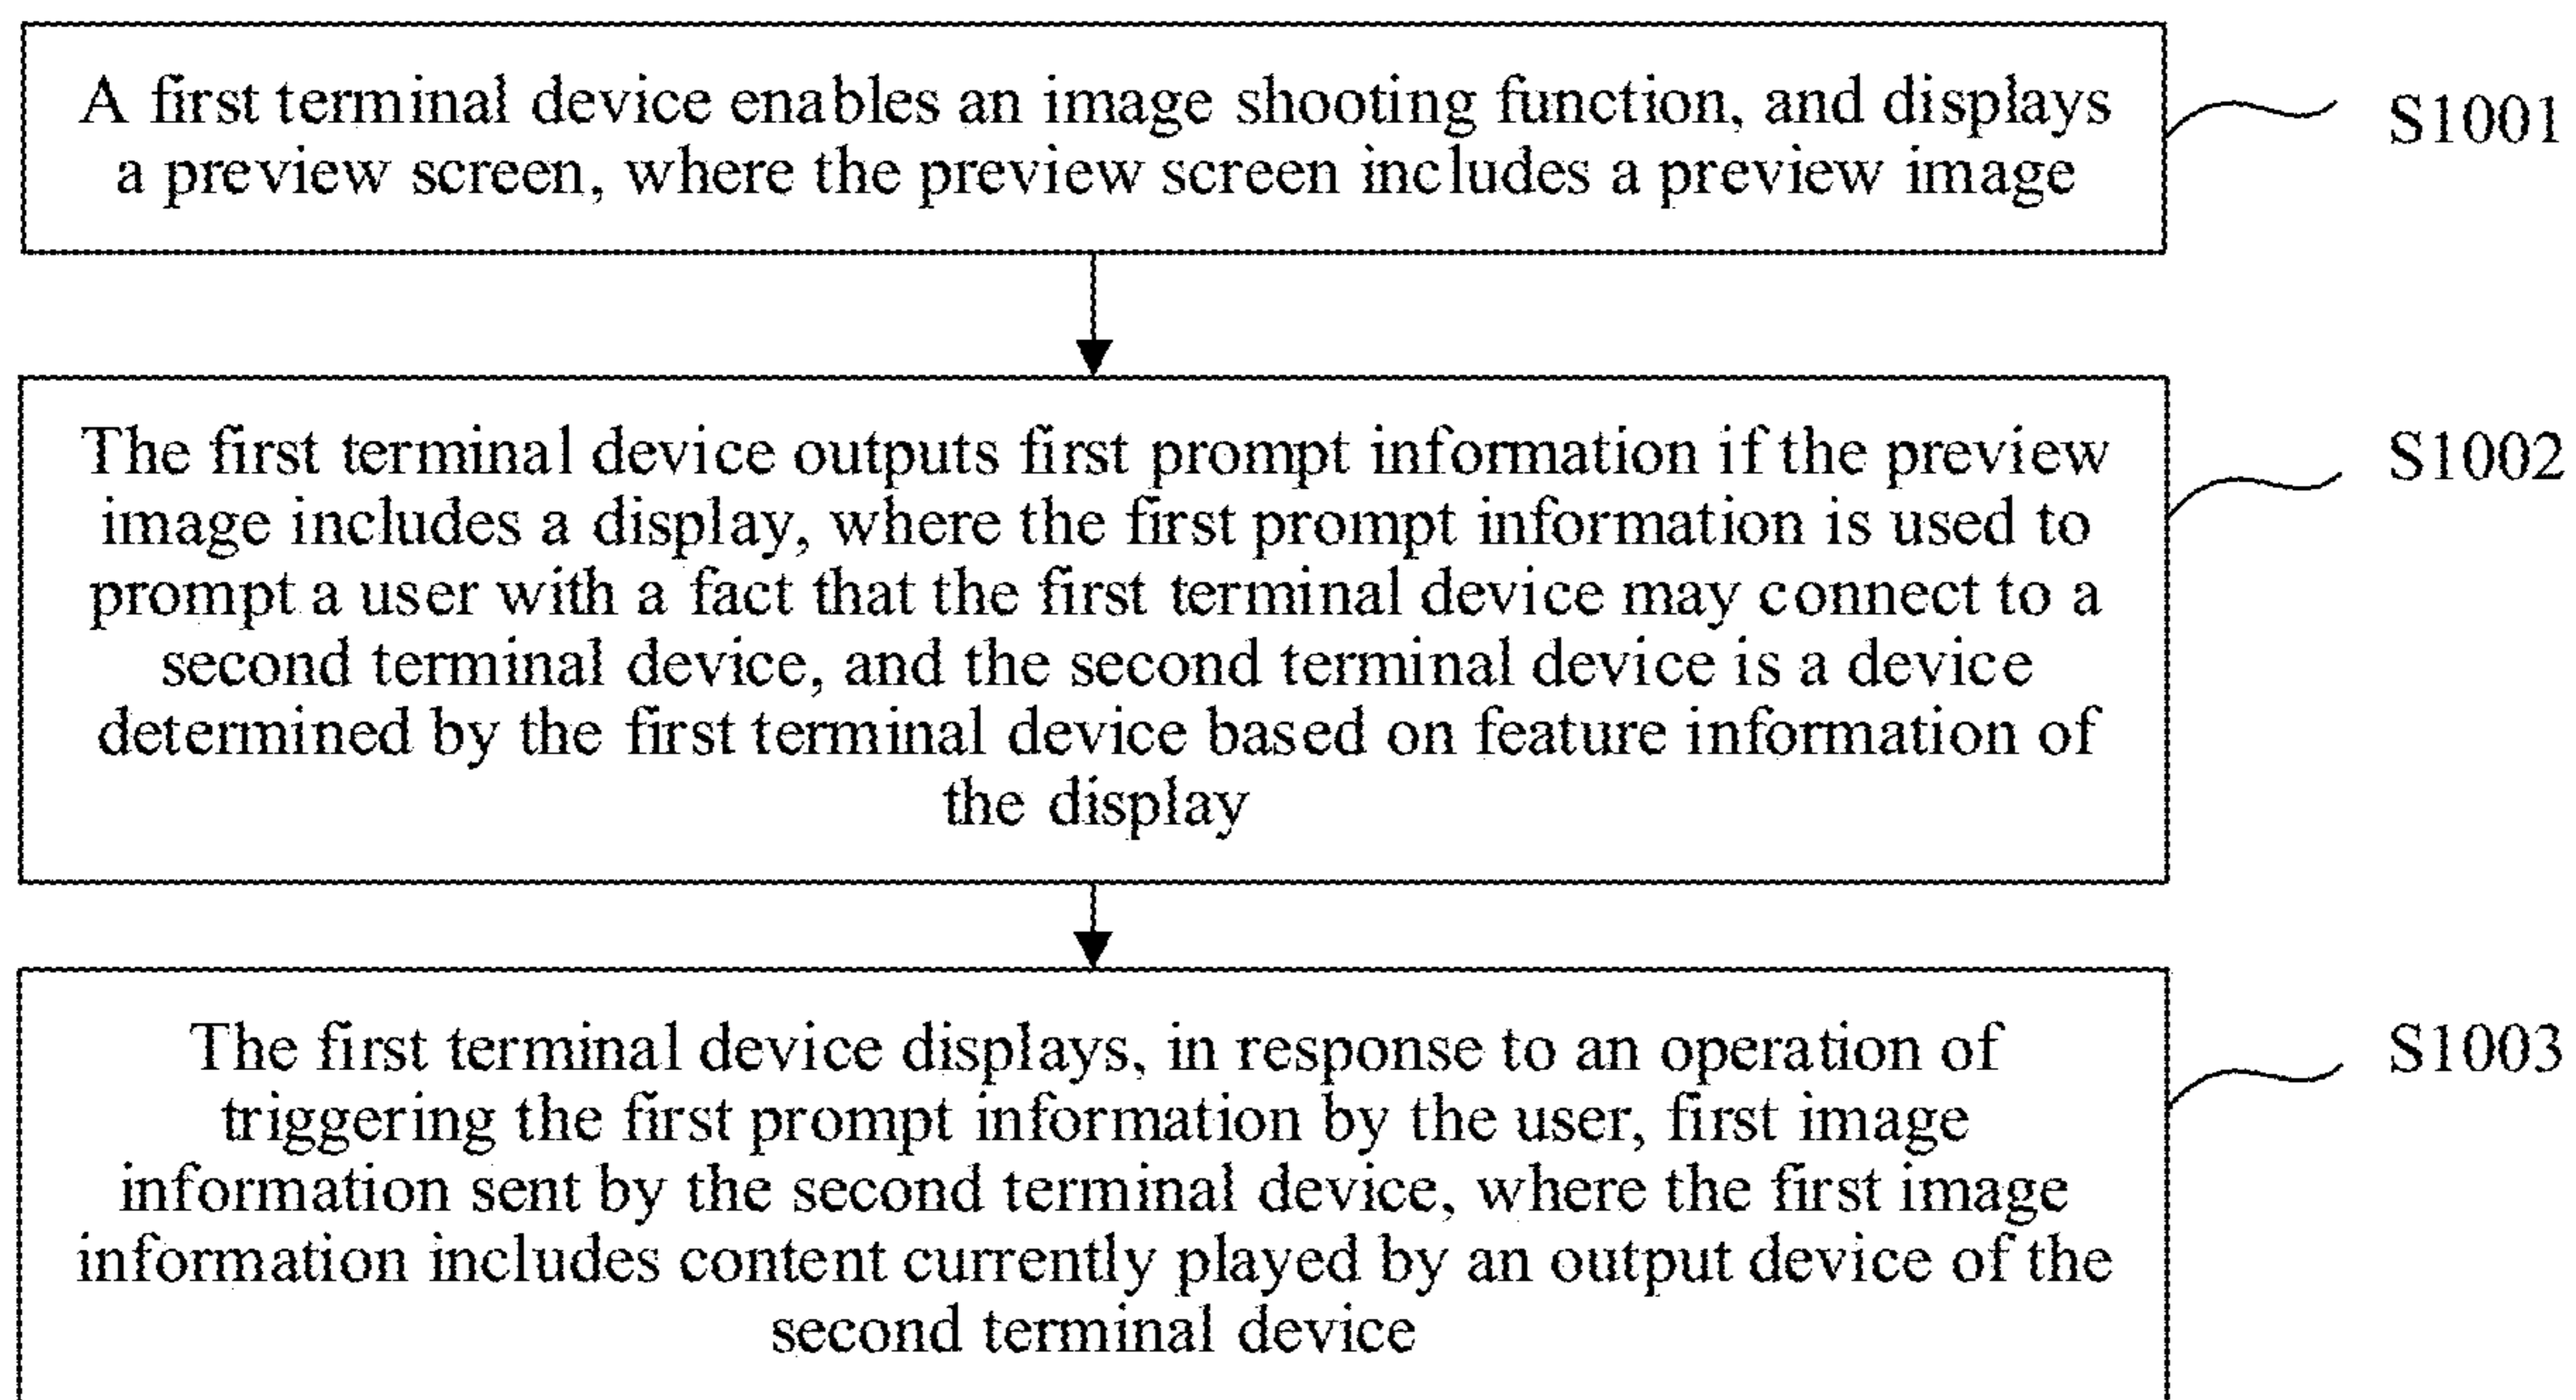 A first terminal device enables an image shooting function, and displays
a preview screen, where the preview screen includes a preview image
S1001
The first terminal device outputs first prompt information if the preview
image includes a display, where the first prompt information is used to
prompt a user with a fact that the first terminal device may connect to a
second terminal device, and the second terminal device is a device
determined by the first terminal device based on feature information of
the display
S1002
The first terminal device displays, in response to an operation of
triggering the first prompt information by the user, first image
information sent by the second terminal device, where the first image
information includes content currently played by an output device of the
second terminal device
S1003